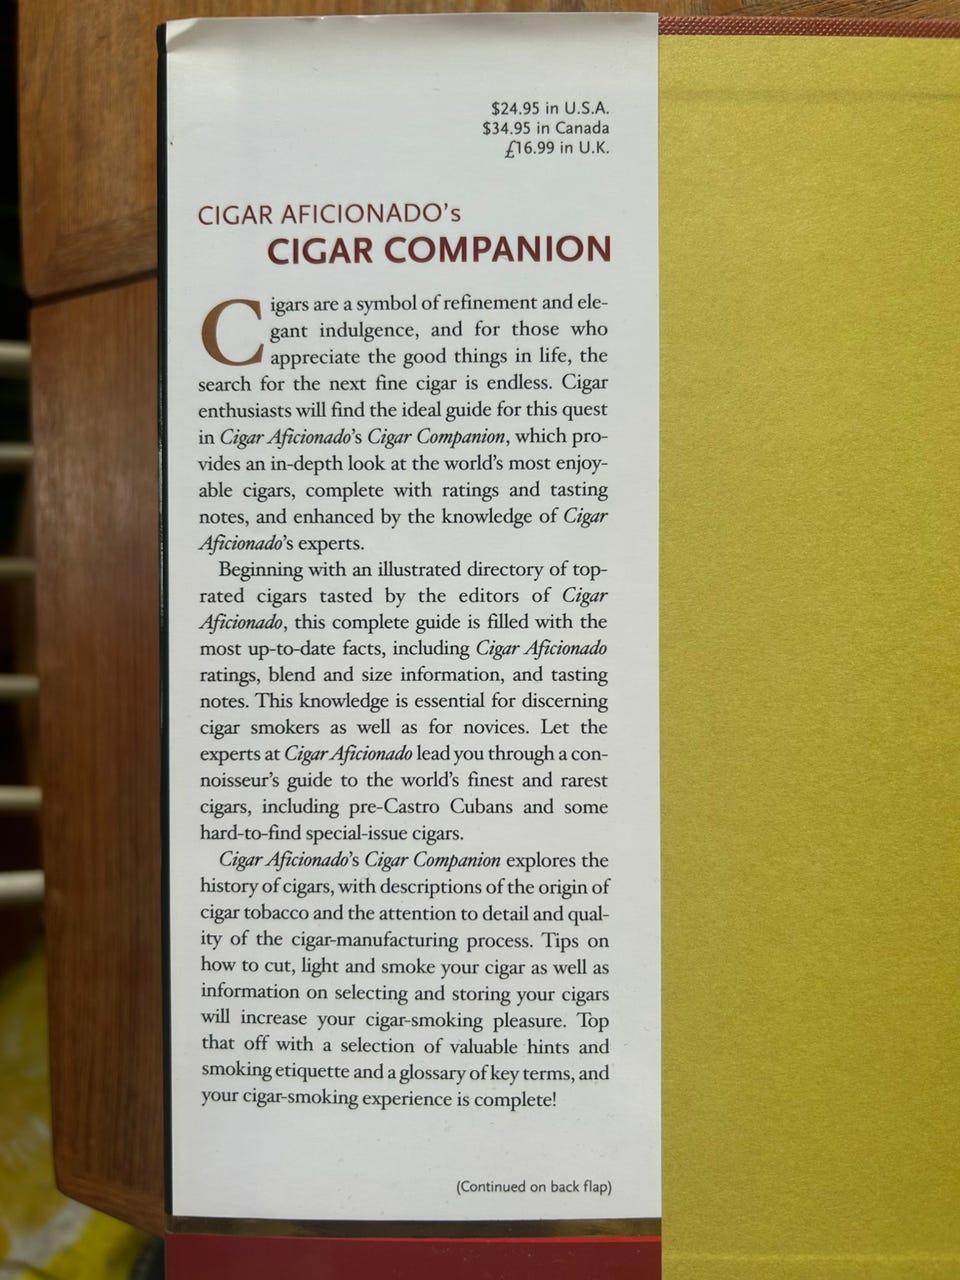 $24.95 in U.S.A.
$34.95 in Canada
£16.99 in U.K.
CIGAR AFICIONADO's
CIGAR COMPANION
Cigars are a symbol of refinement and ele-
gant indulgence, and for those who
appreciate the good things in life, the
search for the next fine cigar is endless. Cigar
enthusiasts will find the ideal guide for this quest
in Cigar Aficionado's Cigar Companion, which pro-
vides an in-depth look at the world's most enjoy-
able cigars, complete with ratings and tasting
notes, and enhanced by the knowledge of Cigar
Aficionado's experts.
Beginning with an illustrated directory of top-
rated cigars tasted by the editors of Cigar
Aficionado, this complete guide is filled with the
most up-to-date facts, including Cigar Aficionado
ratings, blend and size information, and tasting
notes. This knowledge is essential for discerning
cigar smokers as well as for novices. Let the
experts at Cigar Aficionado lead you through a con-
noisseur's guide to the world's finest and rarest
cigars, including pre-Castro Cubans and some
hard-to-find special-issue cigars.
Cigar Aficionado's Cigar Companion explores the
history of cigars, with descriptions of the origin of
cigar tobacco and the attention to detail and qual-
ity of the cigar-manufacturing process. Tips on
how to cut, light and smoke your cigar as well as
information on selecting and storing your cigars
will increase your cigar-smoking pleasure. Top
that off with a selection of valuable hints and
smoking etiquette and a glossary of key terms, and
your cigar-smoking experience is complete!
(Continued on back flap)